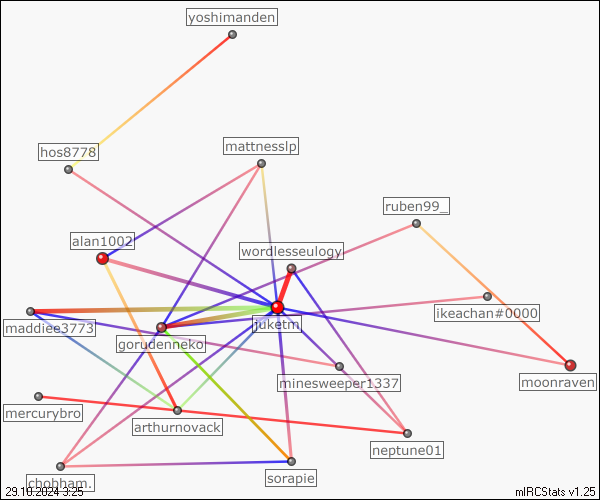 yoshimanden
mattnesslp
hos8778
ruben99_
alan1002
wordlesseulogy
ikeachan#0000
maddiee3773
juketm
gorudenneko
minesweeper1337
moonraven
mercurybro
arthurnovack
neptune01
sorapie
chobham.
29.10.2024 3:25
mIRCStats v1.25